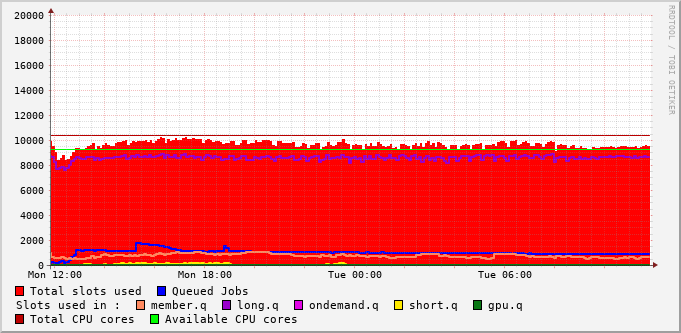 20000
18000
16000
14000
12000
10000
8000
6000
4000
2000
0
Mon 12:00 Mon 18:00 Tue 00:00 Tue 06:00
Total slots used Queued Jobs
Slots used in : member.q long.q ondemand.q short.q gpu.q
Total CPU cores Available CPU cores
RRDTOOL / TOBI OETIKER